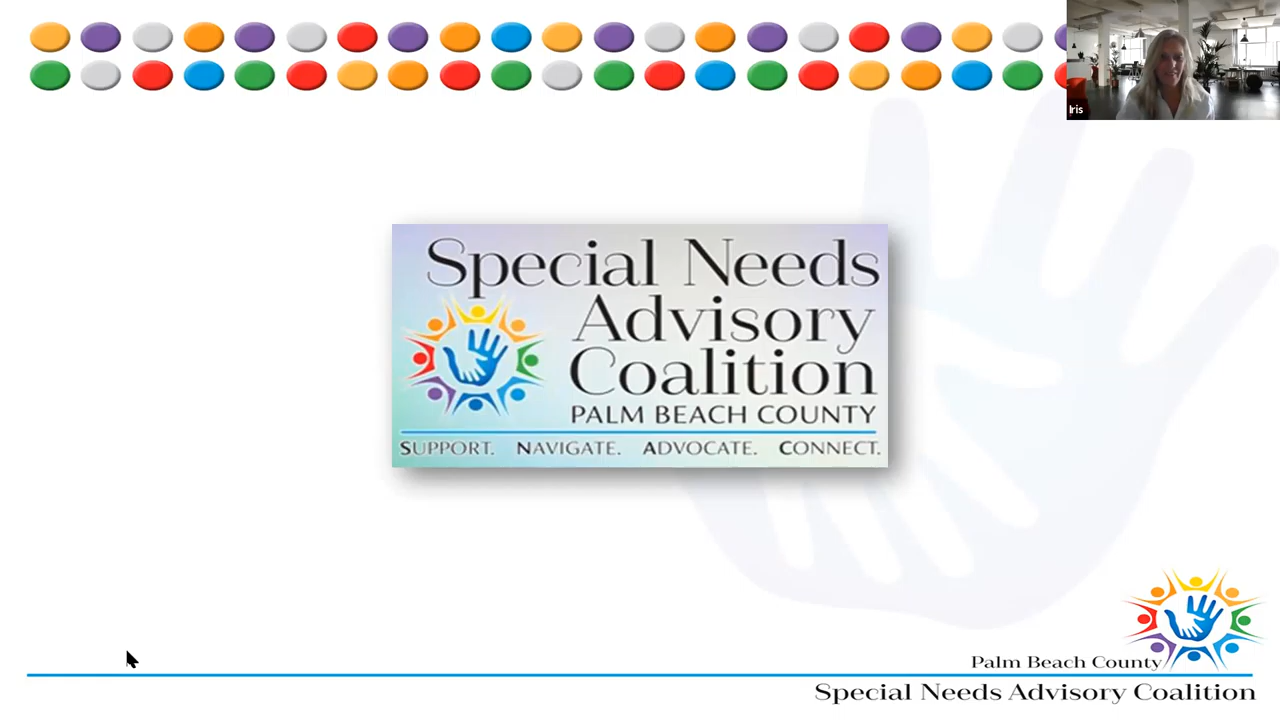 Iris
Special Needs
Advisory
Coalition
PALM BEACH COUNTY
SUPPORT. NAVIGATE. ADVOCATE. CONNECT.
Palm Beach County
Special Needs Advisory Coalition